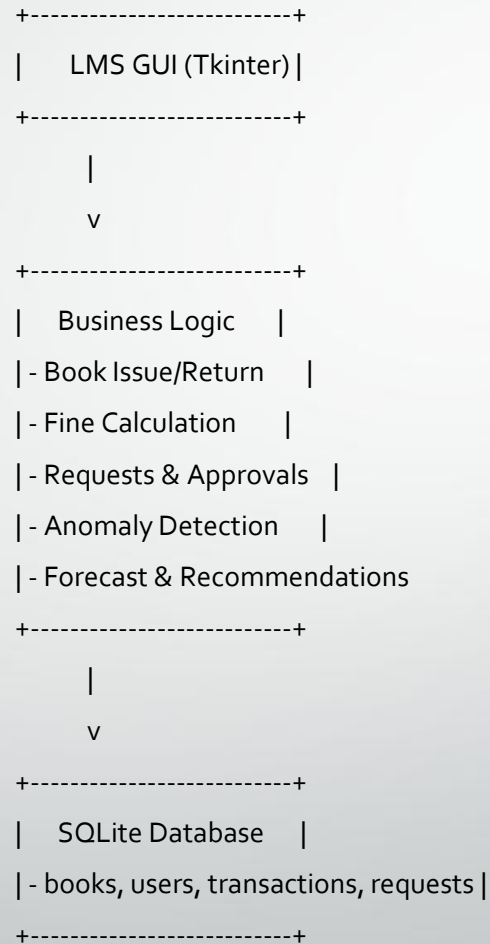 +---------------------------+
|      LMS GUI (Tkinter) |
+---------------------------+
|
v
+---------------------------+
|    Business Logic      |
| - Book Issue/Return      |
| - Fine Calculation      |
| - Requests & Approvals   |
| - Anomaly Detection      |
| - Forecast & Recommendations
+---------------------------+
|
v
+---------------------------+
|    SQLite Database     |
| - books, users, transactions, requests |
+---------------------------+